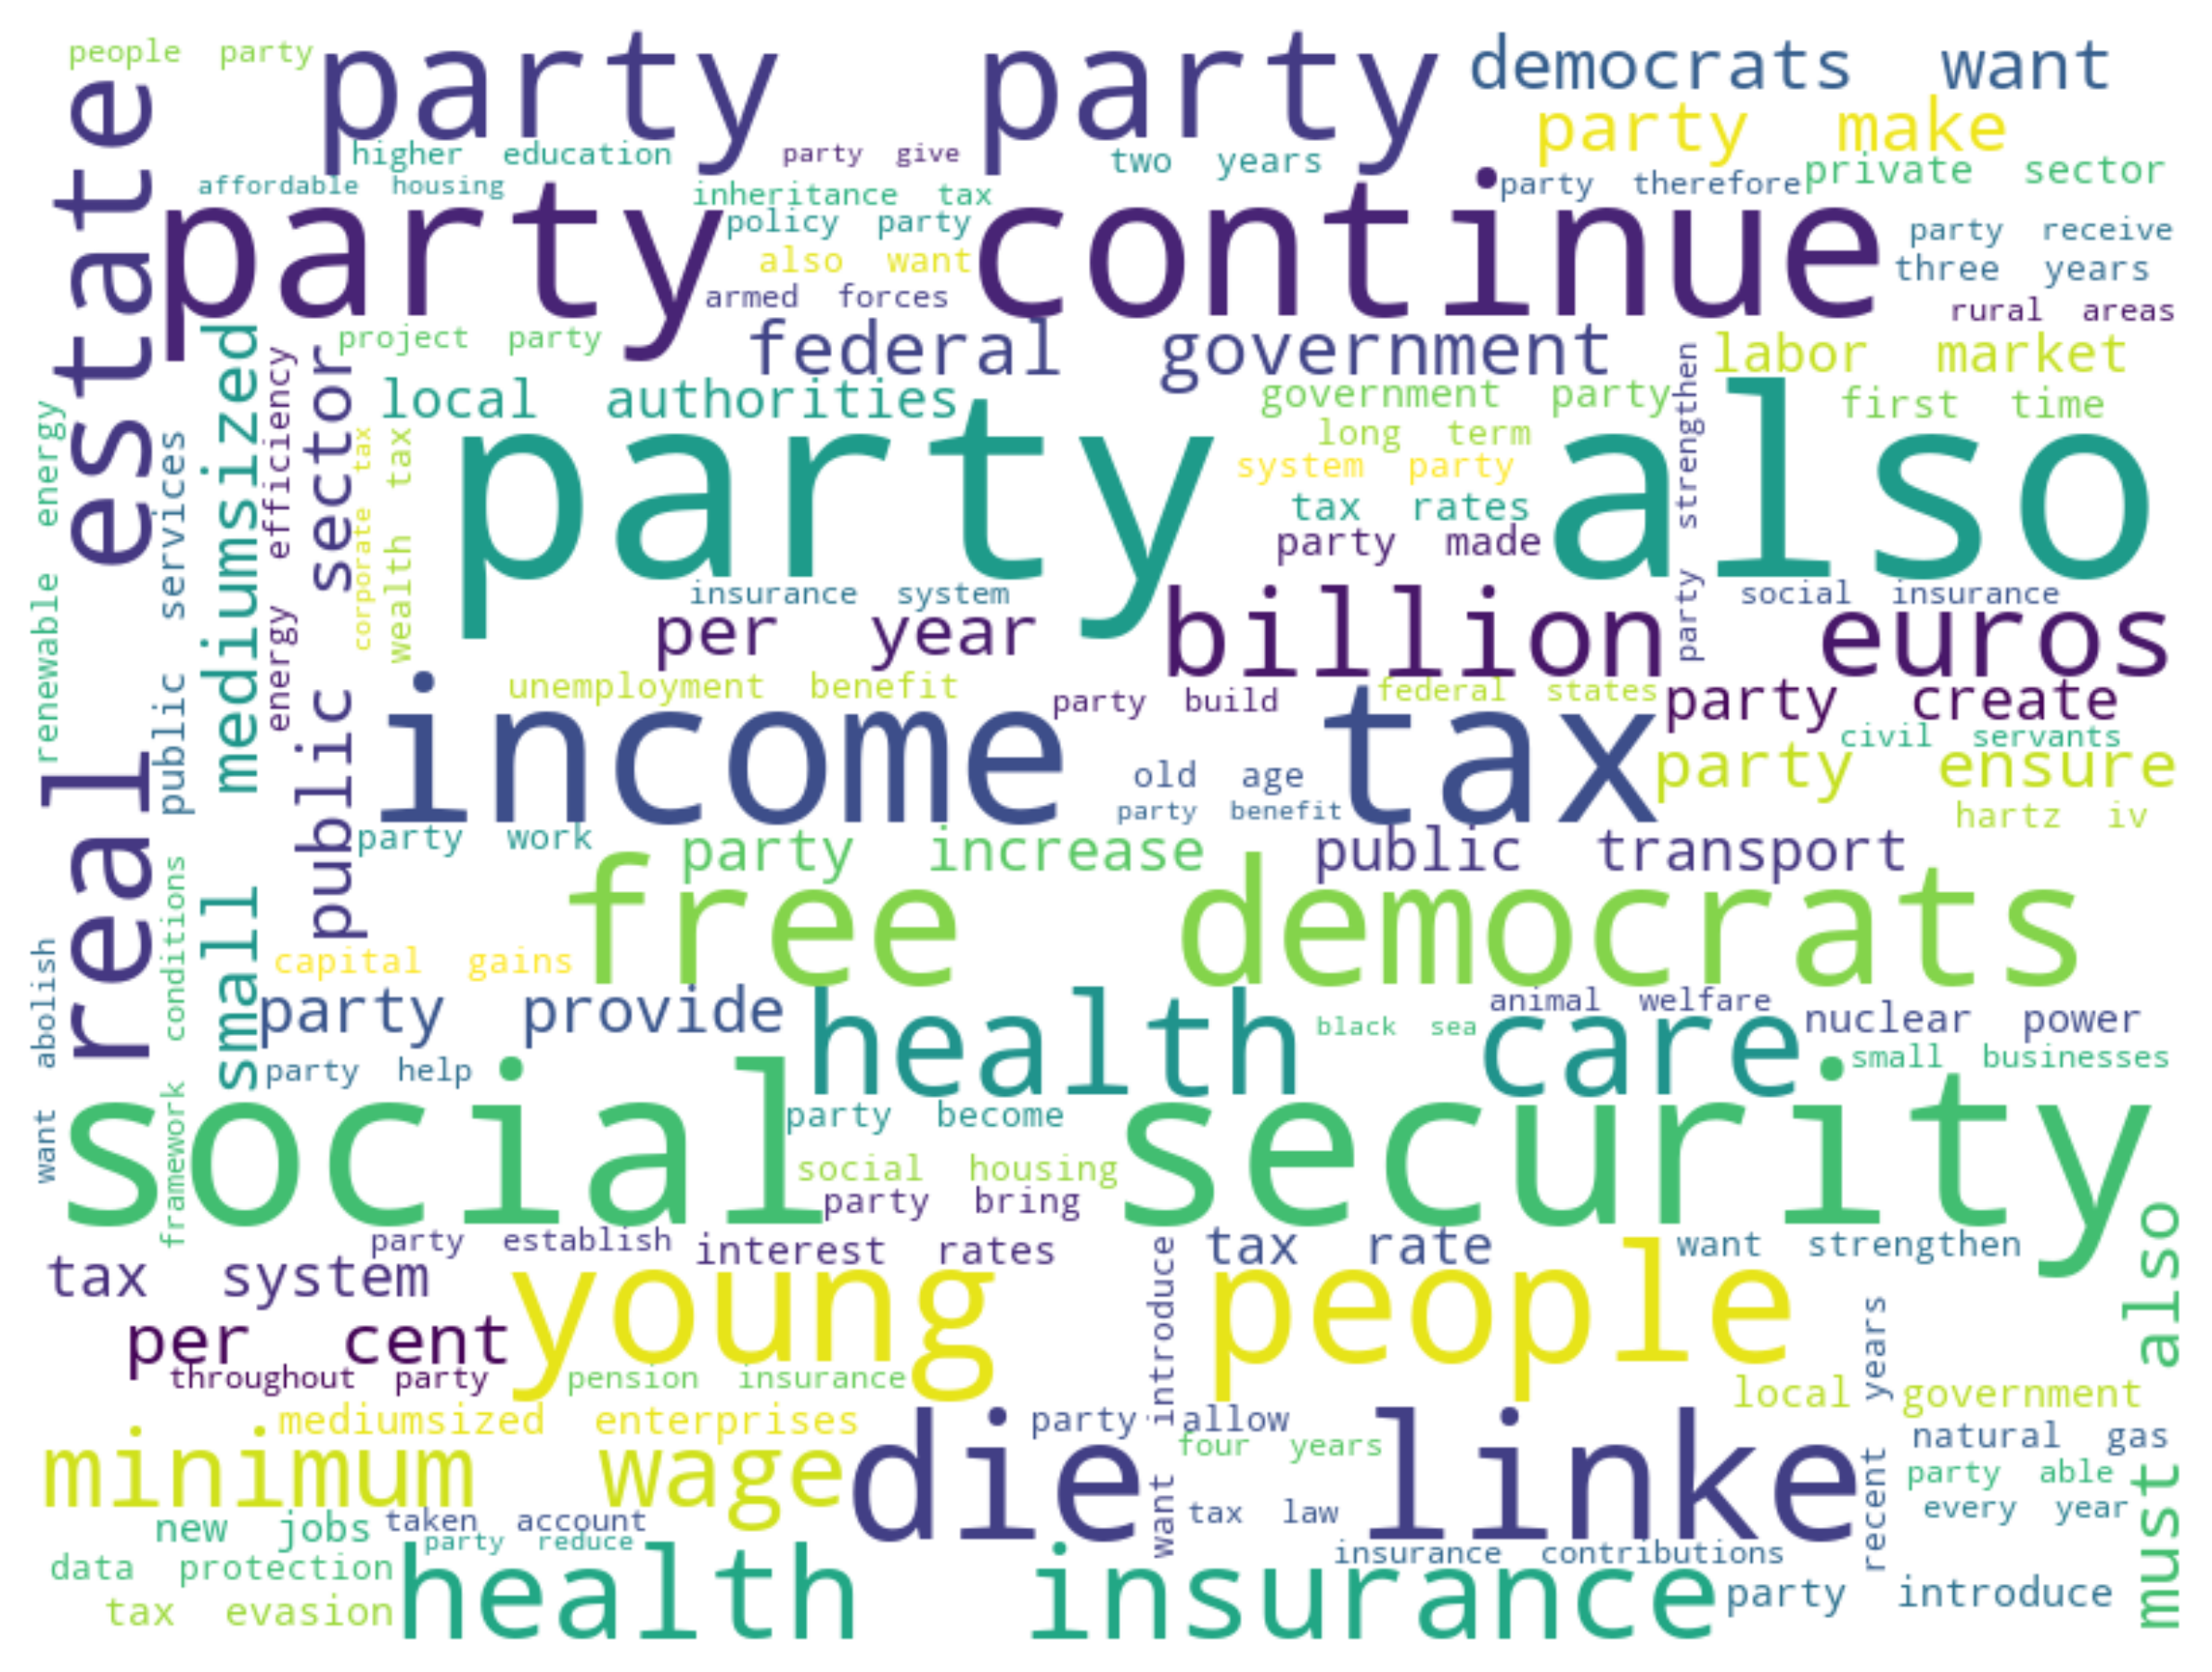 people party
party party
democrats want
party make
higher education
party give
two years
private sector
affordable housing
inheritance tax
party therefore
party continue
policy party
also want
armed forces
party receive
three years
rural areas
real estate
project party
federal government
labor market
small mediumsized
energy efficiency
public sector
local authorities
government party
party strengthen
first time
renewable energy
public services
corporate tax
wealth tax
party also
long term
system party
tax rates
party made
insurance system
social insurance
per year
billion euros
unemployment benefit
party build
federal states
party create
income tax
civil servants
party ensure
old age
party benefit
hartz iv
party work
party increase
public transport
free democrats
framework conditions
want abolish
capital gains
party provide
health care
black sea
animal welfare
nuclear power
party help
small businesses
social security
party become
social housing
party bring
party establish
interest rates
tax rate
want strengthen
tax system
young people
want introduce
must also
per cent
throughout party
pension insurance
recent years
local government
mediumsized enterprises
party allow
minimum wage
die linke
four years
natural gas
party able
every year
new jobs
taken account
tax law
party reduce
data protection
health insurance
insurance contributions
party introduce
tax evasion